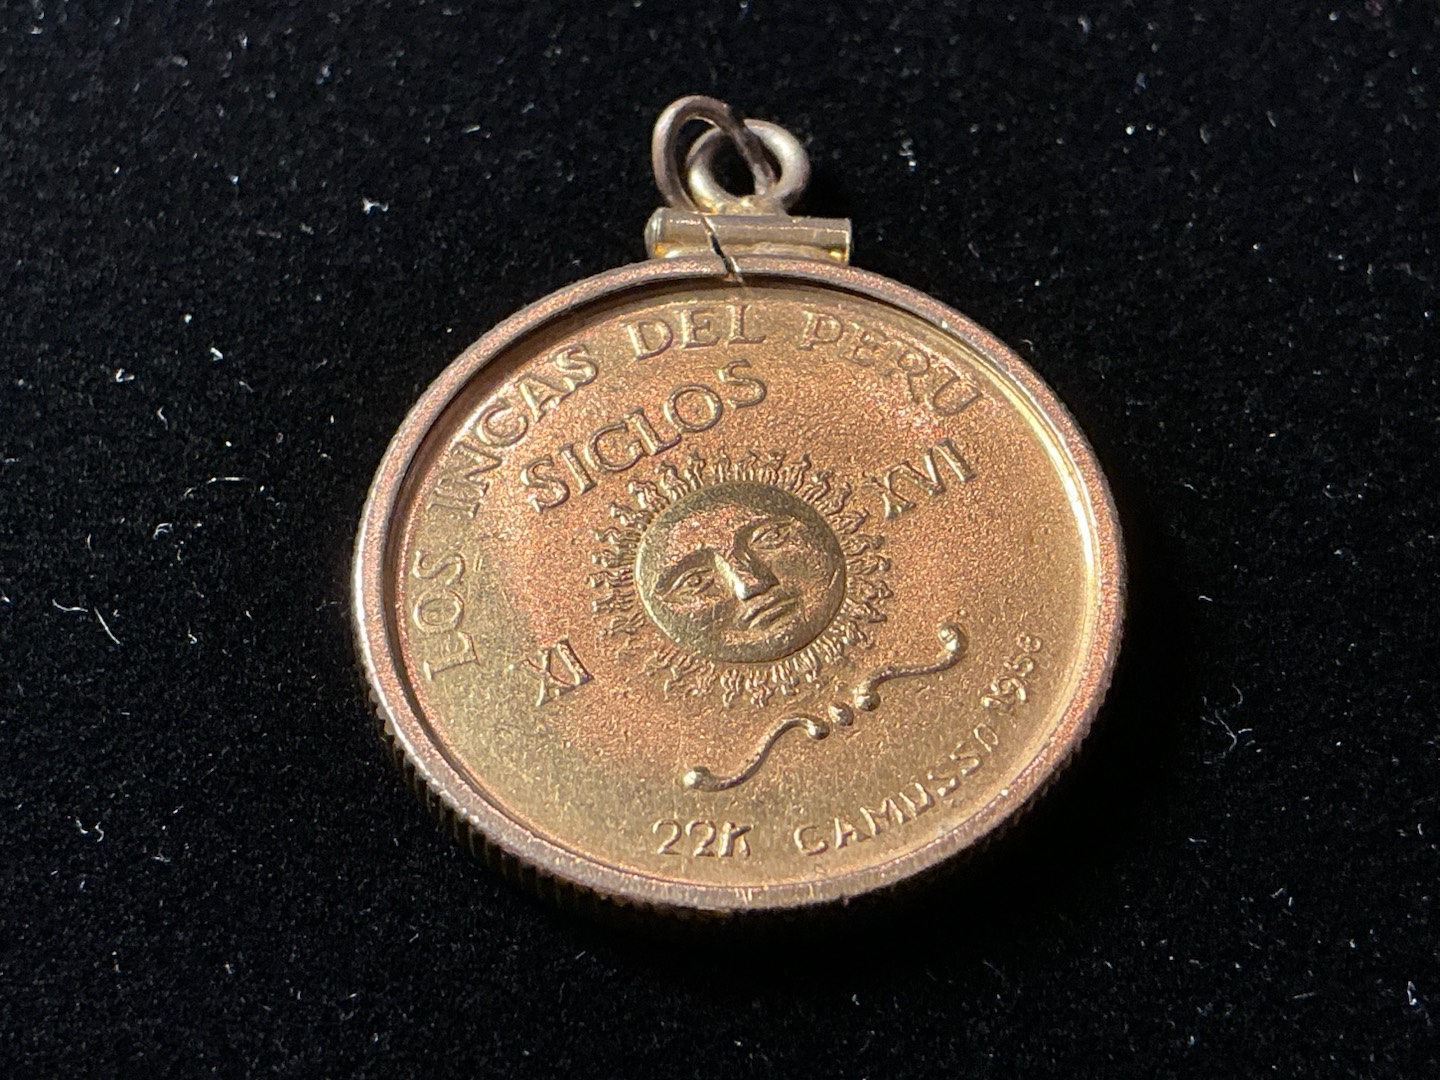 LOS INCAS DEL PERU
SIGLOS
XI
XVI
22K CAMUSSO